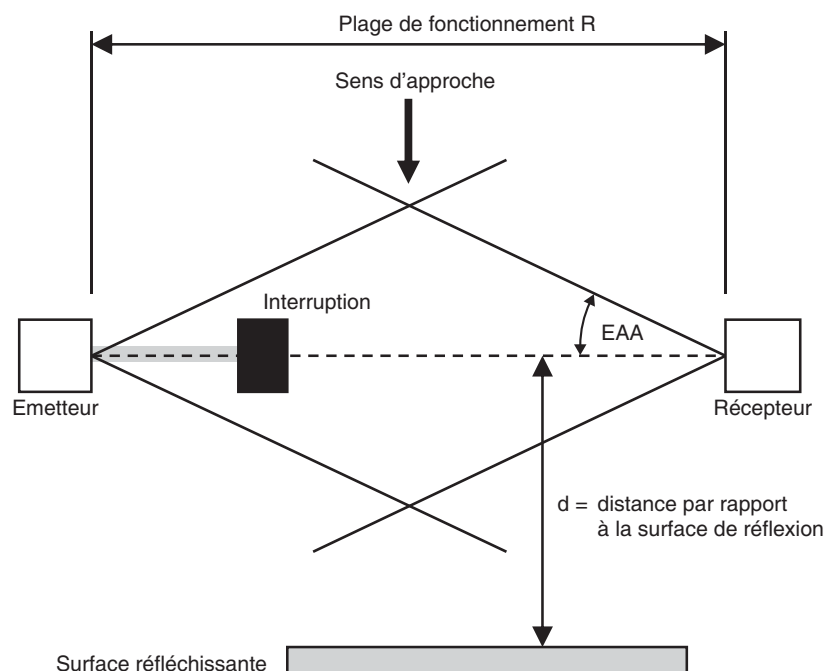 Plage de fonctionnement R
Sens d'approche
Interruption
EAA
Emetteur
Récepteur
d = distance par rapport
à la surface de réflexion
Surface réfléchissante